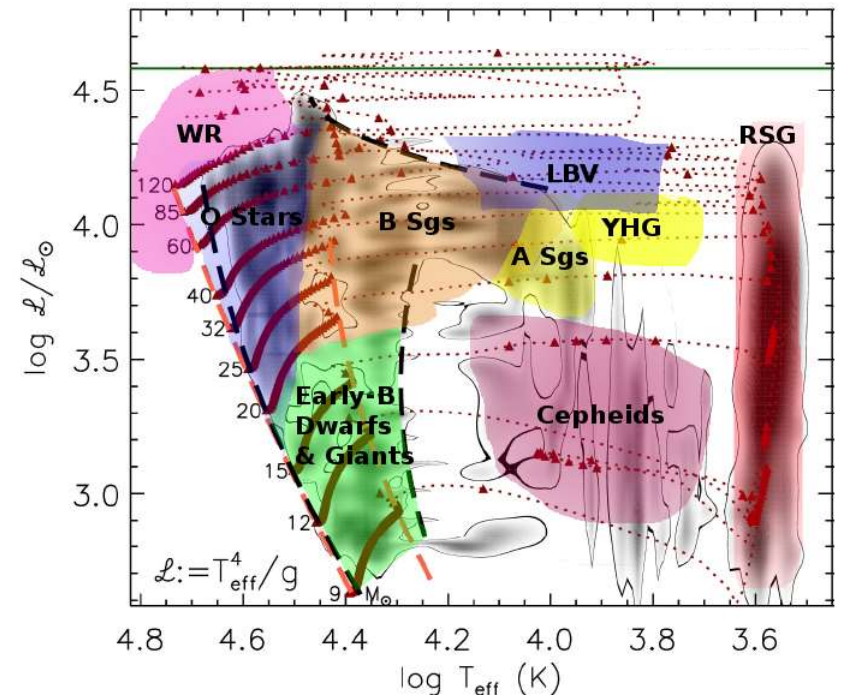 4.5
4.0
3.5
3.0
log ℒ/ℒ⊙
WR
RSG
LBV
120
85
60
40
32
25
20
15
12
9 M⊙
O Stars
B Sgs
YHG
A Sgs
Early-B
Dwarfs
& Giants
Cepheids
ℒ:=T⁴eff/g
4.8 4.6 4.4 4.2 4.0 3.8 3.6
log Teff (K)